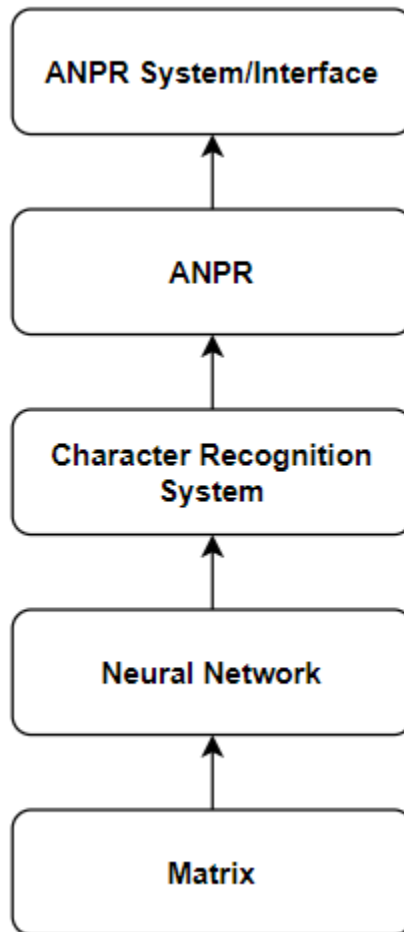 ANPR System/Interface
ANPR
Character Recognition
System
Neural Network
Matrix